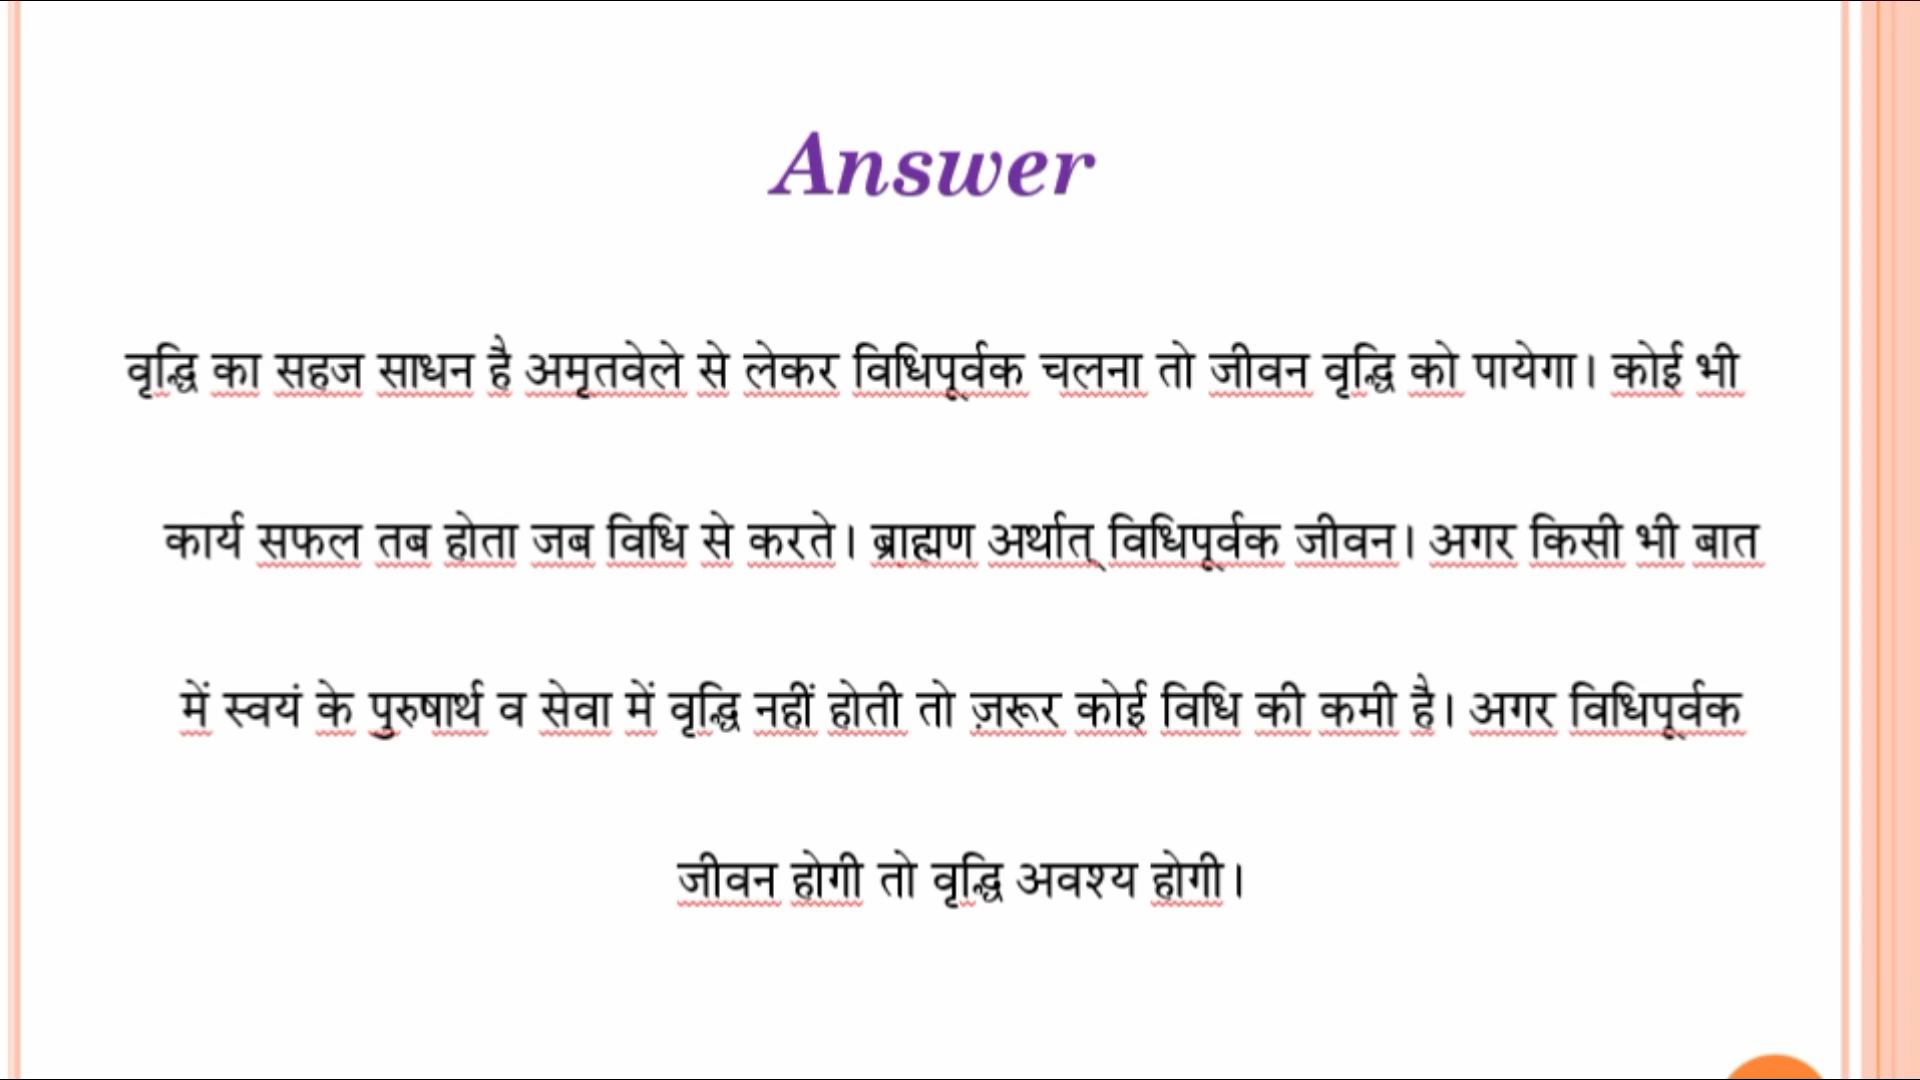 Answer
वृद्धि का सहज साधन है अमृतवेले से लेकर विधिपूर्वक चलना तो जीवन वृद्धि को पायेगा। कोई भी
कार्य सफल तब होता जब विधि से करते। ब्राह्मण अर्थात् विधिपूर्वक जीवन। अगर किसी भी बात
में स्वयं के पुरुषार्थ व सेवा में वृद्धि नहीं होती तो ज़रूर कोई विधि की कमी है। अगर विधिपूर्वक
जीवन होगी तो वृद्धि अवश्य होगी।